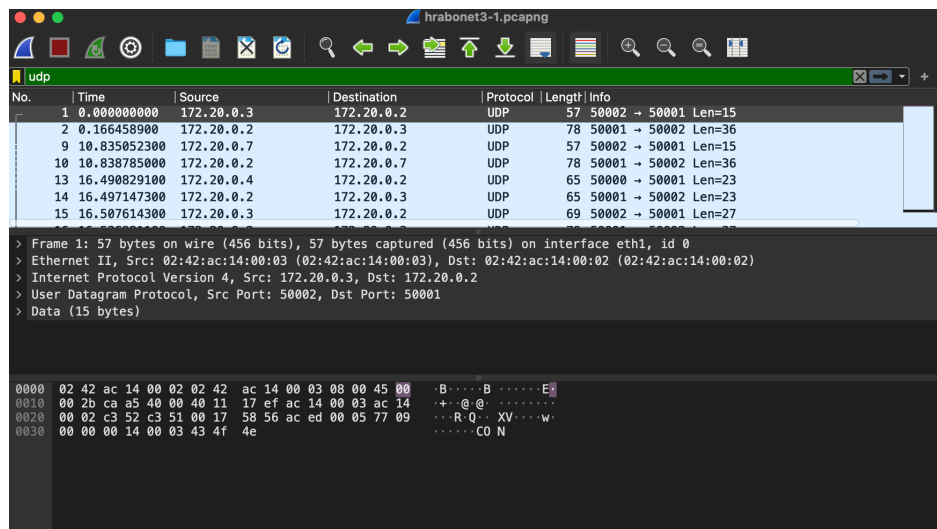 hrabonet3-1.pcapng
udp
No. Time Source Destination Protocol Length Info
1 0.000000000 172.20.0.3 172.20.0.2 UDP 57 50002 → 50001 Len=15
2 0.166458900 172.20.0.2 172.20.0.3 UDP 78 50001 → 50002 Len=36
9 10.835052300 172.20.0.7 172.20.0.2 UDP 57 50002 → 50001 Len=15
10 10.838785000 172.20.0.2 172.20.0.7 UDP 78 50001 → 50002 Len=36
13 16.490829100 172.20.0.4 172.20.0.2 UDP 65 50000 → 50001 Len=23
14 16.497147300 172.20.0.2 172.20.0.3 UDP 65 50001 → 50002 Len=23
15 16.507614300 172.20.0.3 172.20.0.2 UDP 69 50002 → 50001 Len=27
> Frame 1: 57 bytes on wire (456 bits), 57 bytes captured (456 bits) on interface eth1, id 0
> Ethernet II, Src: 02:42:ac:14:00:03 (02:42:ac:14:00:03), Dst: 02:42:ac:14:00:02 (02:42:ac:14:00:02)
> Internet Protocol Version 4, Src: 172.20.0.3, Dst: 172.20.0.2
> User Datagram Protocol, Src Port: 50002, Dst Port: 50001
> Data (15 bytes)
0000 02 42 ac 14 00 02 02 42 ac 14 00 03 08 00 45 00 ·B·····B ······E·
0010 00 2b ca a5 40 00 40 11 17 ef ac 14 00 03 ac 14 ·+··@·@· ········
0020 00 02 c3 52 c3 51 00 17 58 56 ac ed 00 05 77 09 ···R·Q·· XV····w·
0030 00 00 00 14 00 03 43 4f 4e ······CO N